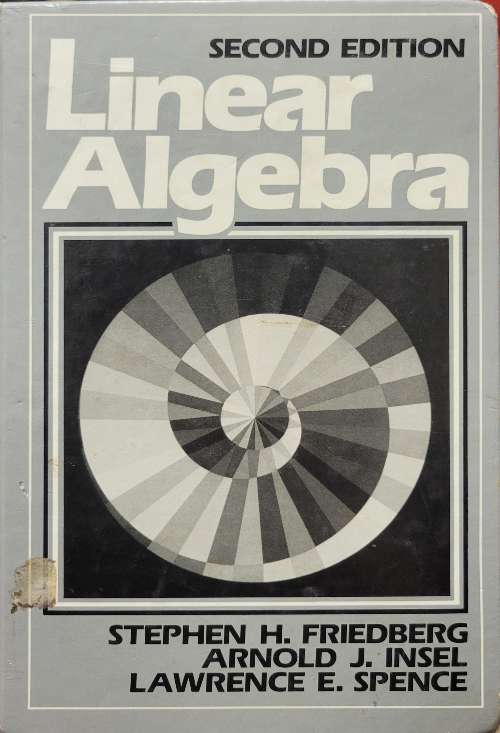 SECOND EDITION
Linear
Algebra
STEPHEN H. FRIEDBERG
ARNOLD J. INSEL
LAWRENCE E. SPENCE